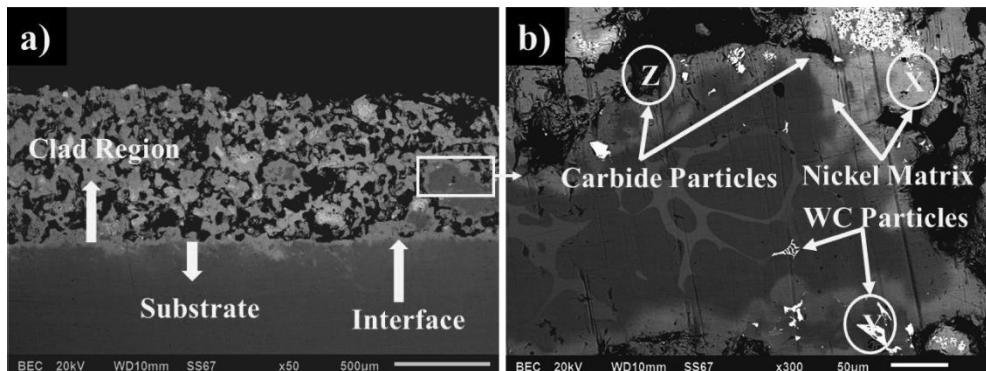 a)
Clad Region
Substrate
Interface
BEC 20kV WD10mm SS67 x50 500µm
b)
Z
X
Carbide Particles
Nickel Matrix
WC Particles
Y
BEC 20kV WD10mm SS67 x300 50µm